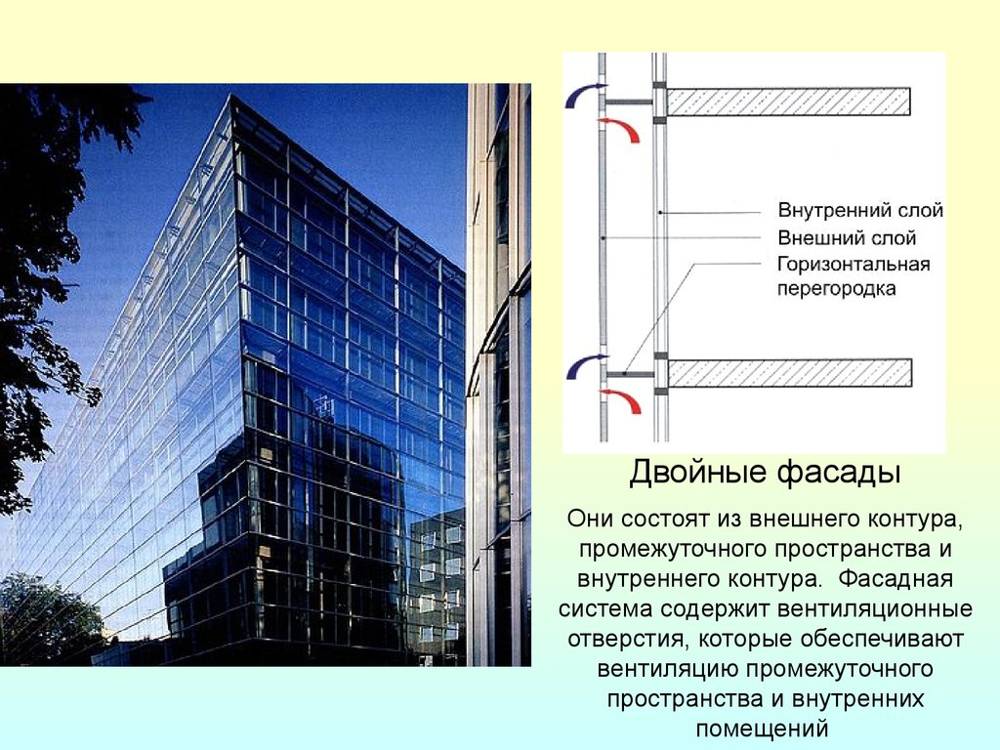 Внутренний слой
Внешний слой
Горизонтальная
перегородка
Двойные фасады
Они состоят из внешнего контура,
промежуточного пространства и
внутреннего контура.  Фасадная
система содержит вентиляционные
отверстия, которые обеспечивают
вентиляцию промежуточного
пространства и внутренних
помещений